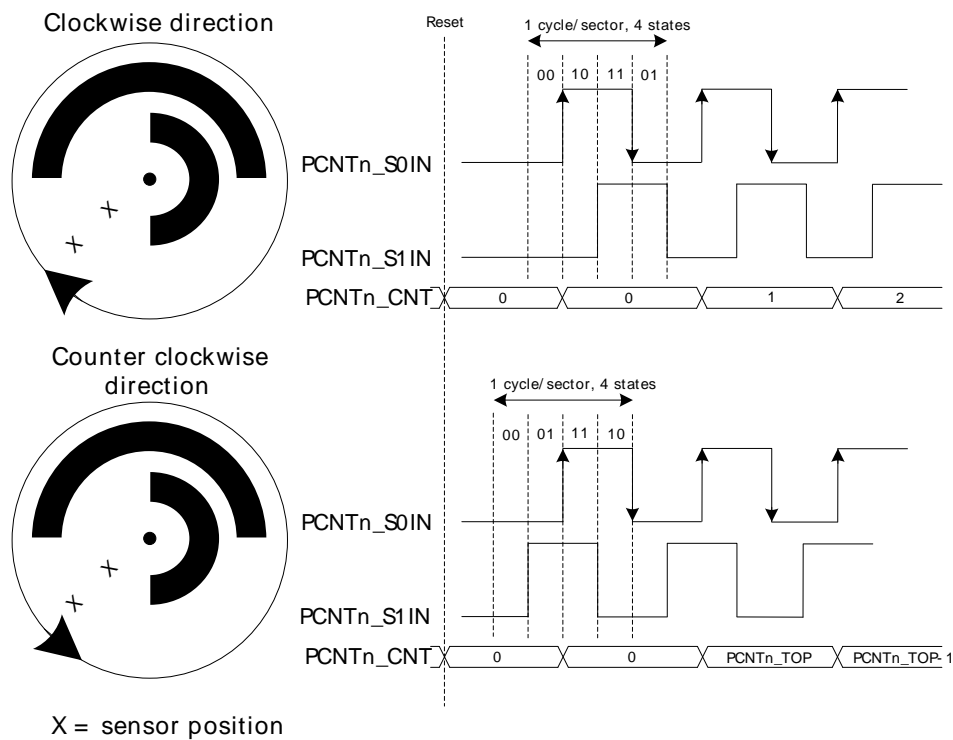 Clockwise direction
Reset
1 cycle/sector, 4 states
00 10 11 01
PCNTn_S0IN
PCNTn_S1IN
PCNTn_CNT 0 0 1 2
Counter clockwise
direction
1 cycle/sector, 4 states
00 01 11 10
PCNTn_S0IN
PCNTn_S1IN
PCNTn_CNT 0 0 PCNTn_TOP PCNTn_TOP-1
X X
X X
X = sensor position